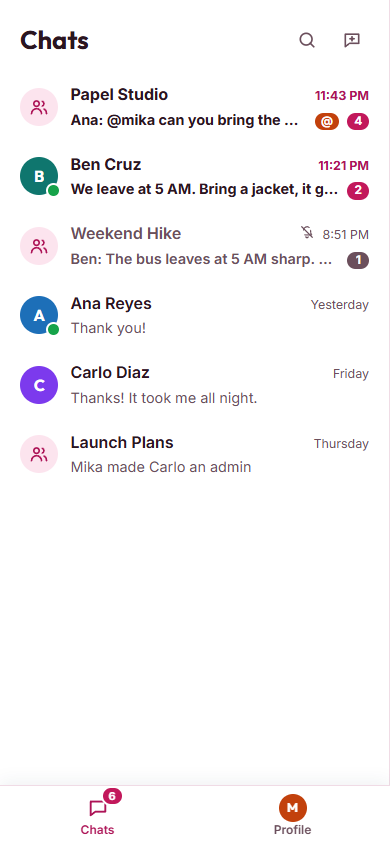 Chats
Papel Studio
11:43 PM
Ana: @mika can you bring the ...
@
4
B
Ben Cruz
11:21 PM
We leave at 5 AM. Bring a jacket, it g...
2
Weekend Hike
8:51 PM
Ben: The bus leaves at 5 AM sharp. ...
1
A
Ana Reyes
Yesterday
Thank you!
C
Carlo Diaz
Friday
Thanks! It took me all night.
Launch Plans
Thursday
Mika made Carlo an admin
6
Chats
M
Profile